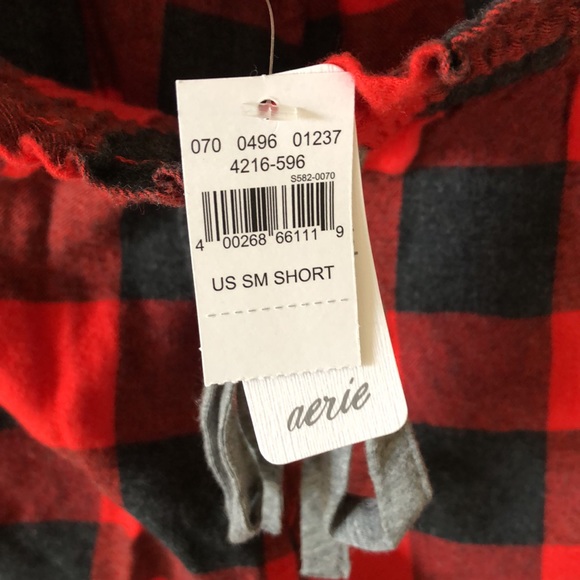 070 0496 01237
4216-596
S582-0070
4 00268 66111 9
US SM SHORT
aerie